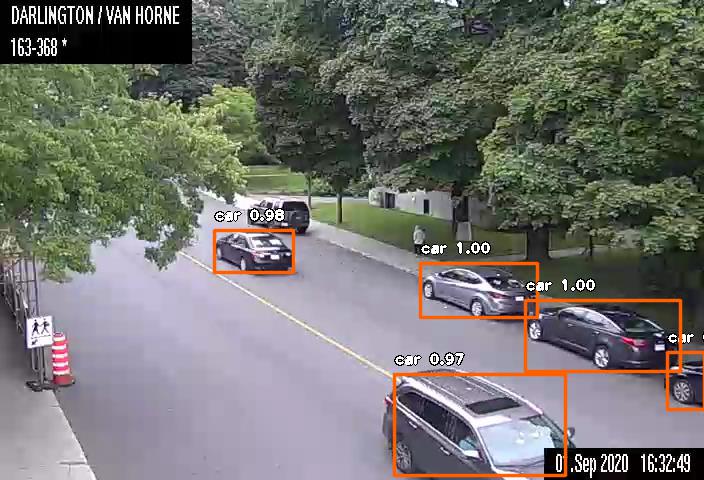 DARLINGTON / VAN HORNE
163-368 *
car 0.98
car 1.00
car 1.00
car
car 0.97
.Sep 2020 16:32:49